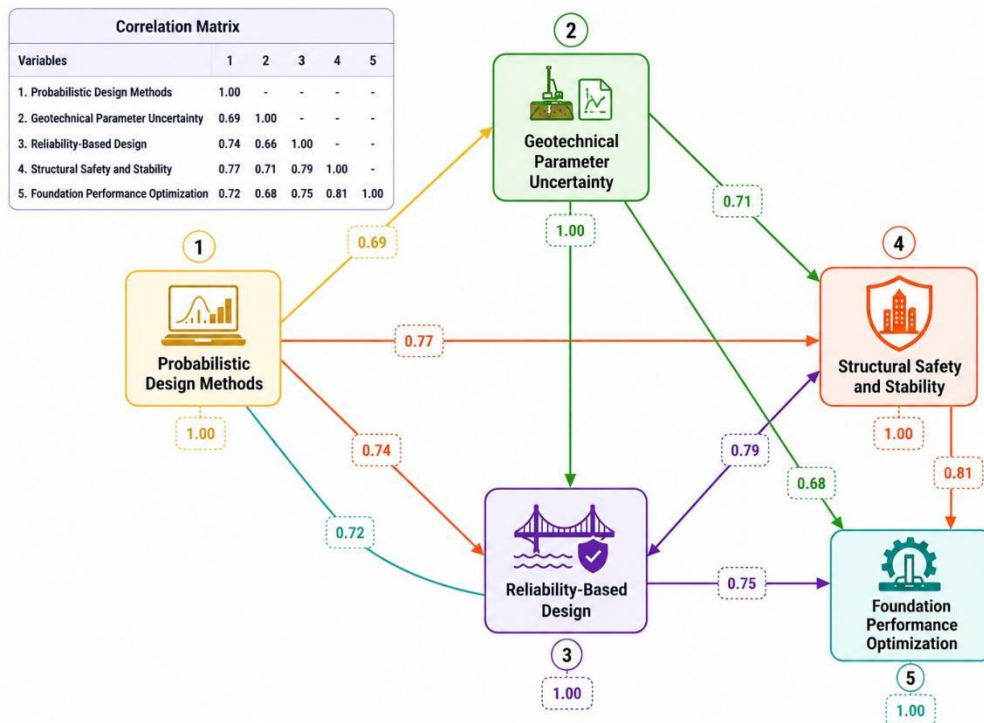 Correlation Matrix
Variables 1 2 3 4 5
1. Probabilistic Design Methods 1.00 - - - -
2. Geotechnical Parameter Uncertainty 0.69 1.00 - - -
3. Reliability-Based Design 0.74 0.66 1.00 - -
4. Structural Safety and Stability 0.77 0.71 0.79 1.00 -
5. Foundation Performance Optimization 0.72 0.68 0.75 0.81 1.00
2
Geotechnical
Parameter
Uncertainty
1.00
0.71
0.69
1
Probabilistic
Design Methods
1.00
0.77
4
Structural Safety
and Stability
1.00
0.74
0.79
0.68
0.81
0.72
Reliability-Based
Design
3
1.00
0.75
Foundation
Performance
Optimization
5
1.00